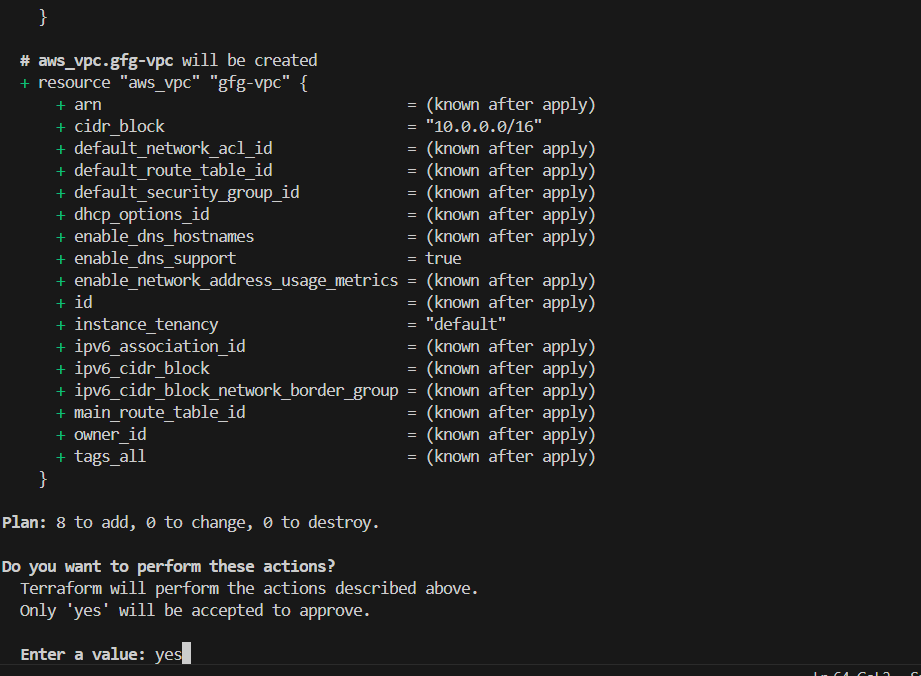 }
# aws_vpc.gfg-vpc will be created
+ resource "aws_vpc" "gfg-vpc" {
+ arn = (known after apply)
+ cidr_block = "10.0.0.0/16"
+ default_network_acl_id = (known after apply)
+ default_route_table_id = (known after apply)
+ default_security_group_id = (known after apply)
+ dhcp_options_id = (known after apply)
+ enable_dns_hostnames = (known after apply)
+ enable_dns_support = true
+ enable_network_address_usage_metrics = (known after apply)
+ id = (known after apply)
+ instance_tenancy = "default"
+ ipv6_association_id = (known after apply)
+ ipv6_cidr_block = (known after apply)
+ ipv6_cidr_block_network_border_group = (known after apply)
+ main_route_table_id = (known after apply)
+ owner_id = (known after apply)
+ tags_all = (known after apply)
}
Plan: 8 to add, 0 to change, 0 to destroy.
Do you want to perform these actions?
Terraform will perform the actions described above.
Only 'yes' will be accepted to approve.
Enter a value: yes